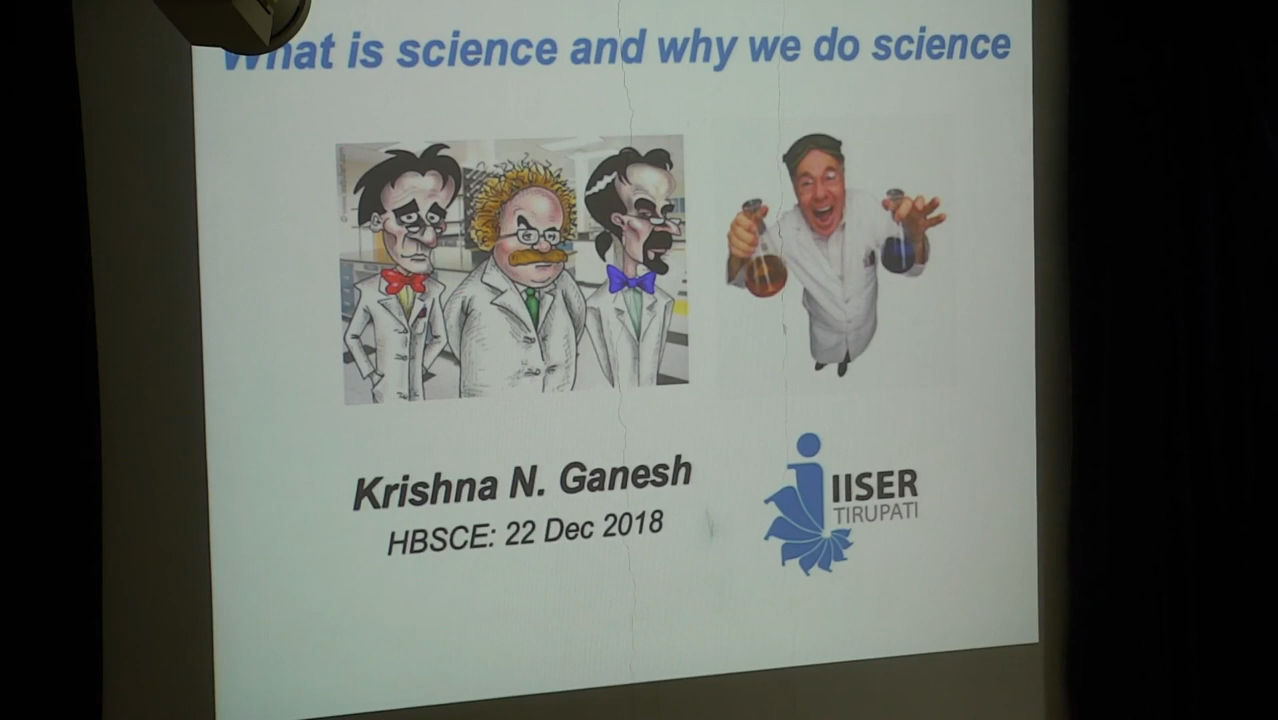 What is science and why we do science
Krishna N. Ganesh
HBSCE: 22 Dec 2018
IISER
TIRUPATI